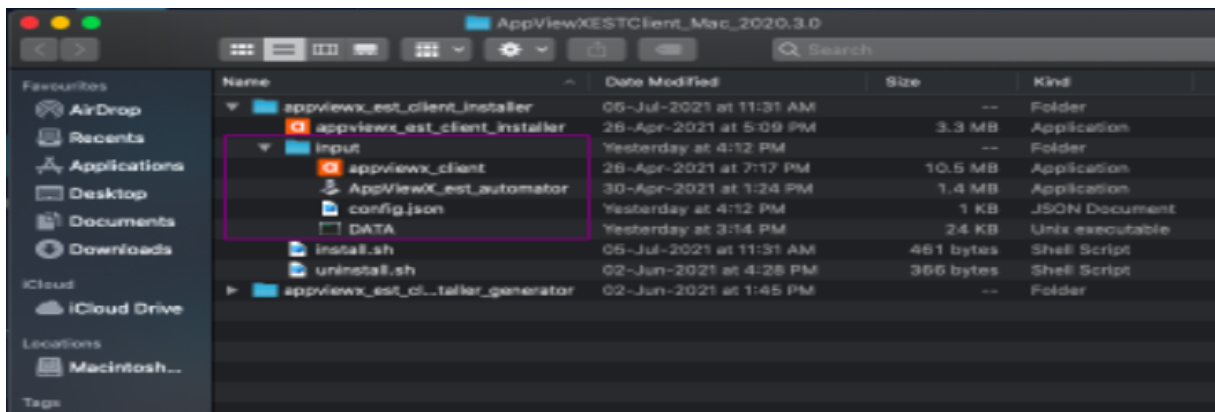 AppViewXESTClient_Mac_2020.3.0
Search
Favourites
AirDrop
Recents
Applications
Desktop
Documents
Downloads
iCloud
iCloud Drive
Locations
Macintosh...
Tags
Name Date Modified Size Kind
appviewx_est_client_installer 05-Jul-2021 at 11:31 AM -- Folder
appviewx_est_client_installer 26-Apr-2021 at 5:09 PM 3.3 MB Application
input Yesterday at 4:12 PM -- Folder
appviewx_client 26-Apr-2021 at 7:17 PM 10.5 MB Application
AppViewX_est_automator 30-Apr-2021 at 1:24 PM 1.4 MB Application
config.json Yesterday at 4:12 PM 1 KB JSON Document
DATA Yesterday at 3:14 PM 24 KB Unix executable
install.sh 05-Jul-2021 at 11:31 AM 461 bytes Shell Script
uninstall.sh 02-Jun-2021 at 4:28 PM 366 bytes Shell Script
appviewx_est_cl...taller_generator 02-Jun-2021 at 1:45 PM -- Folder